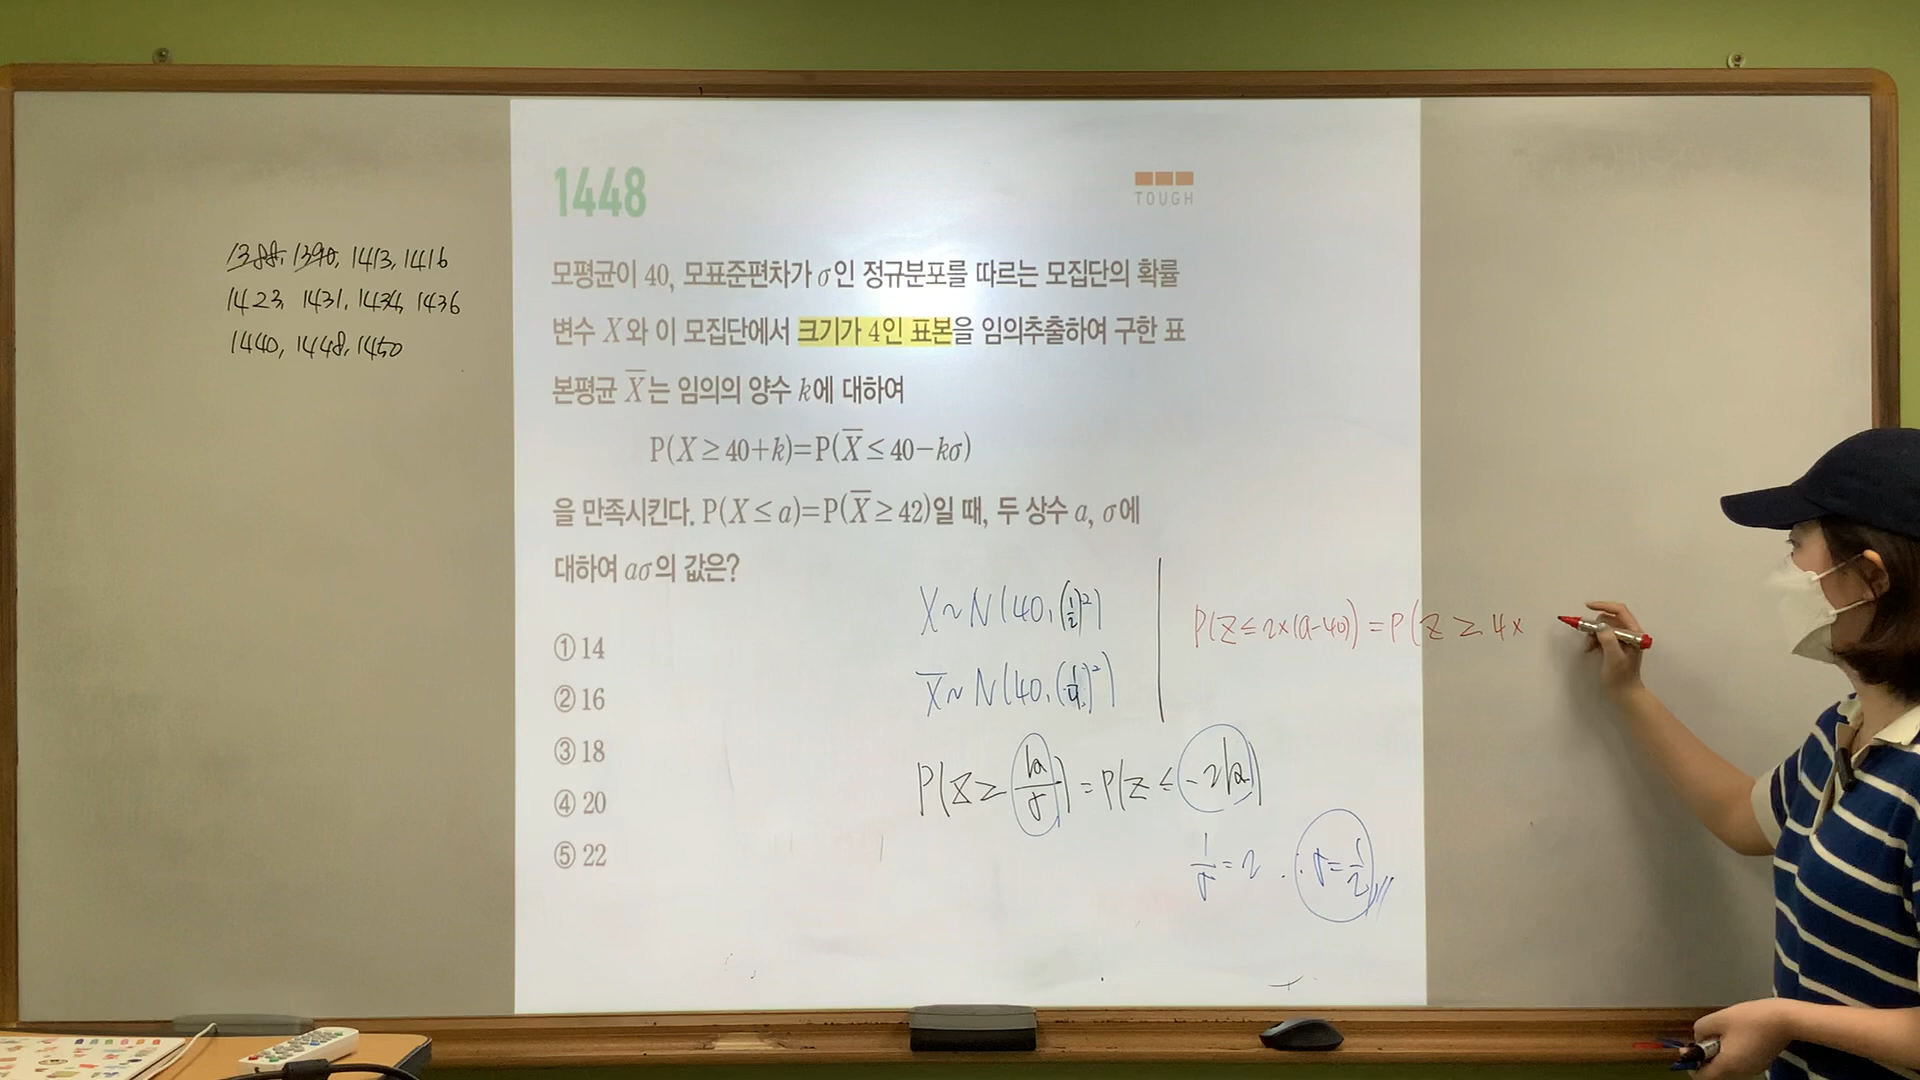 1388, 1390, 1413, 1416
1423, 1431, 1434, 1436
1440, 1448, 1450
1448
TOUGH
모평균이 40, 모표준편차가 σ인 정규분포를 따르는 모집단의 확률
변수 X와 이 모집단에서 크기가 4인 표본을 임의추출하여 구한 표
본평균 X̅는 임의의 양수 k에 대하여
P(X≥40+k)=P(X̅≤40−kσ)
을 만족시킨다. P(X≤a)=P(X̅≥42)일 때, 두 상수 a, σ에
대하여 aσ의 값은?
① 14
② 16
③ 18
④ 20
⑤ 22
X~N(40, (1/2)²)
X̅~N(40, (1/4)²)
P(Z≥k/σ)=P(Z≤-2k)
1/σ=2 ∴ σ=1/2
P(Z≤2×(a-40))=P(Z≥4×